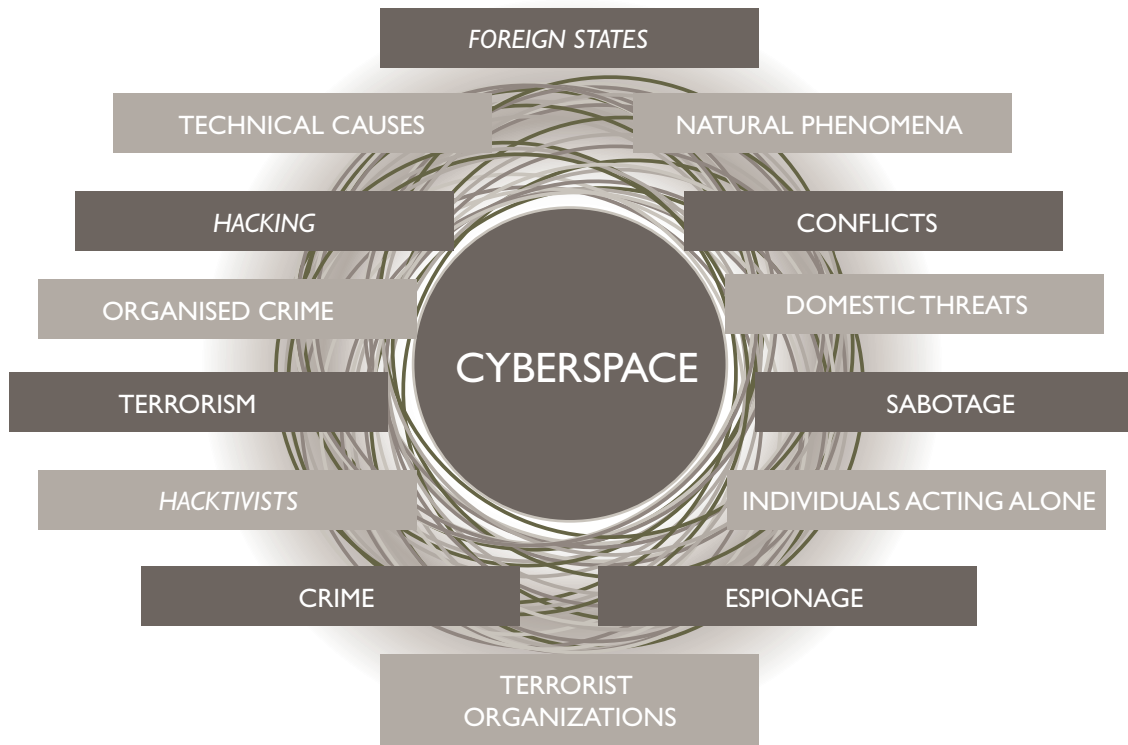 FOREIGN STATES
TECHNICAL CAUSES
NATURAL PHENOMENA
HACKING
CONFLICTS
ORGANISED CRIME
DOMESTIC THREATS
CYBERSPACE
TERRORISM
SABOTAGE
HACKTIVISTS
INDIVIDUALS ACTING ALONE
CRIME
ESPIONAGE
TERRORIST
ORGANIZATIONS